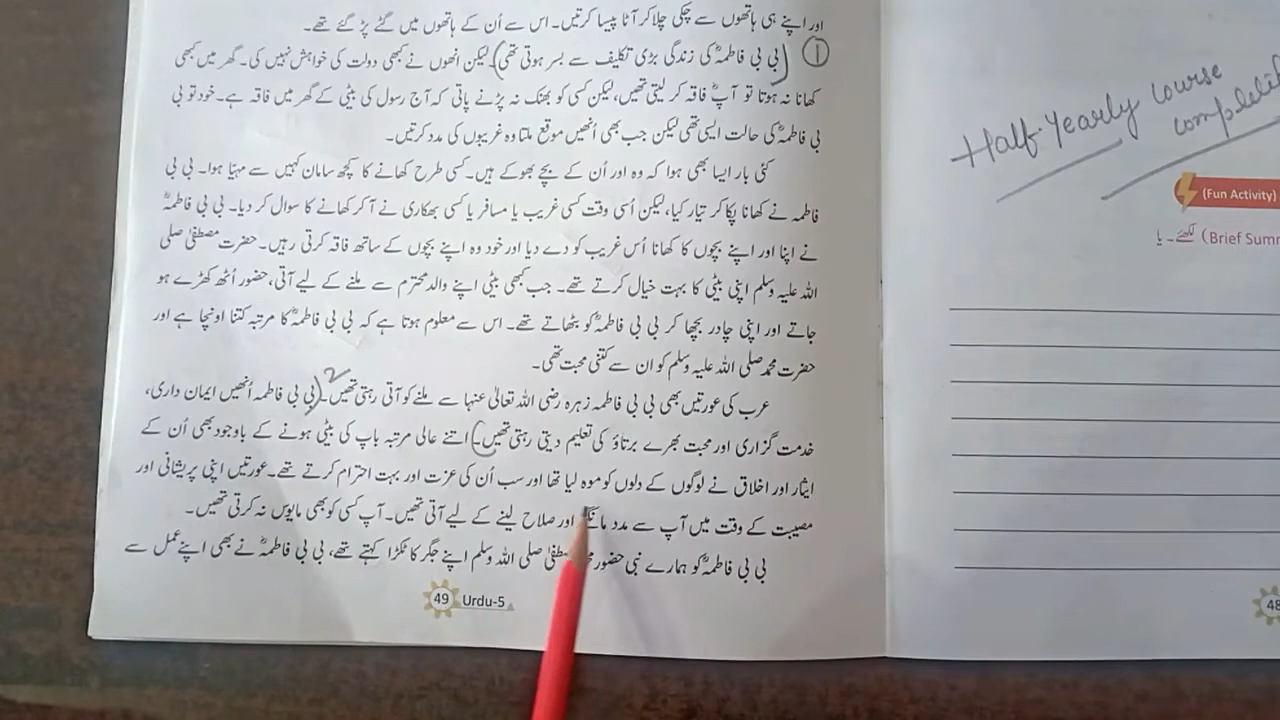 اور اپنے ہی ہاتھوں سے چکی چلا کر آٹا پیسا کرتیں۔ اس سے اُن کے ہاتھوں میں گٹے پڑ گئے تھے۔
① (بی بی فاطمہؓ کی زندگی بڑی تکلیف سے بسر ہوتی تھی) لیکن انھوں نے کبھی دولت کی خواہش نہیں کی۔ گھر میں کبھی
کھانا نہ ہوتا تو آپؓ فاقہ کر لیتی تھیں، لیکن کسی کو بھنک نہ پڑنے پاتی کہ آج رسول کی بیٹی کے گھر میں فاقہ ہے۔ خود تو بی
بی فاطمہؓ کی حالت ایسی تھی لیکن جب بھی اُنھیں موقع ملتا وہ غریبوں کی مدد کرتیں۔
کئی بار ایسا بھی ہوا کہ وہ اور اُن کے بچے بھوکے ہیں۔ کسی طرح کھانے کا کچھ سامان کہیں سے مہیّا ہوا۔ بی بی
فاطمہ نے کھانا پکا کر تیار کیا، لیکن اُسی وقت کسی غریب یا مسافر یا کسی بھکاری نے آ کر کھانے کا سوال کر دیا۔ بی بی فاطمہؓ
نے اپنا اور اپنے بچوں کا کھانا اُس غریب کو دے دیا اور خود وہ اپنے بچوں کے ساتھ فاقہ کرتی رہیں۔ حضرت مصطفیٰ صلی
اللہ علیہ وسلم اپنی بیٹی کا بہت خیال کرتے تھے۔ جب کبھی بیٹی اپنے والد محترم سے ملنے کے لیے آتی، حضور اُٹھ کھڑے ہو
جاتے اور اپنی چادر بچھا کر بی بی فاطمہؓ کو بٹھاتے تھے۔ اس سے معلوم ہوتا ہے کہ بی بی فاطمہؓ کا مرتبہ کتنا اونچا ہے اور
حضرت محمد صلی اللہ علیہ وسلم کو ان سے کتنی محبت تھی۔
عرب کی عورتیں بھی بی بی فاطمہ زہرہ رضی اللہ تعالیٰ عنہا سے ملنے کو آتی رہتی تھیں۔ 2 (بی بی فاطمہ اُنھیں ایمان داری،
خدمت گزاری اور محبت بھرے برتاؤ کی تعلیم دیتی رہتی تھیں۔) اتنے عالی مرتبہ باپ کی بیٹی ہونے کے باوجود بھی اُن کے
ایثار اور اخلاق نے لوگوں کے دلوں کو موہ لیا تھا اور سب اُن کی عزت اور بہت احترام کرتے تھے۔ عورتیں اپنی پریشانی اور
مصیبت کے وقت میں آپ سے مدد اور صلاح لینے کے لیے آتی تھیں۔ آپ کسی کو بھی مایوس نہ کرتی تھیں۔
بی بی فاطمہؓ کو ہمارے نبی حضور صلی اللہ وسلم اپنے جگر کا ٹکڑا کہتے تھے، بی بی فاطمہؓ نے بھی اپنے عمل سے
49 Urdu-5
Half-Yearly course
(Fun Activity)
لکھئے۔ یا
48